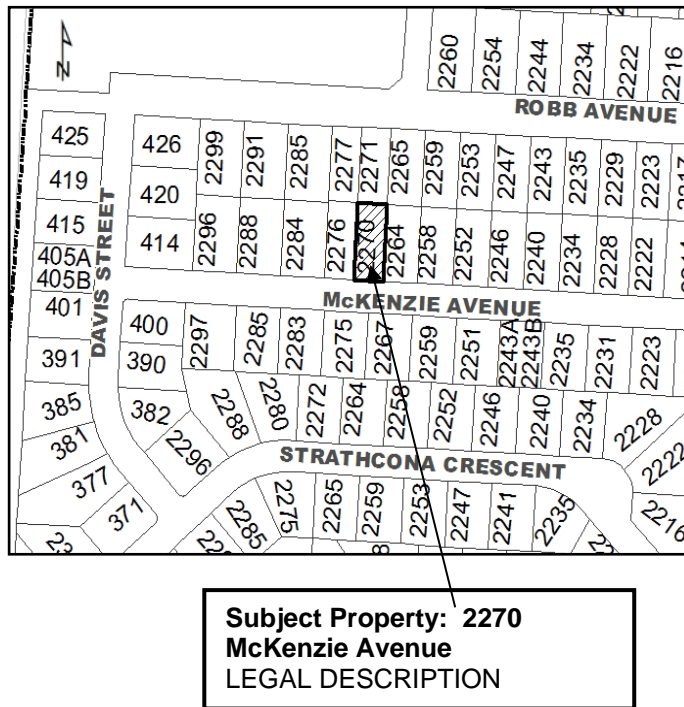 N
2260 2254 2244 2234 2222 2216
ROBB AVENUE
425 426 2299 2291 2285 2277 2271 2265 2259 2253 2247 2243 2235 2229 2223
419 420
415 414 2296 2288 2284 2276 2270 2264 2258 2252 2246 2240 2234 2228 2222
405A
405B
DAVIS STREET
McKENZIE AVENUE
401 400 2297 2285 2283 2275 2267 2259 2251 2243A 2243B 2235 2231 2223
391 390
385 382 2296 2288 2280 2272 2264 2258 2252 2246 2240 2234 2228 2222 2216
381
STRATHCONA CRESCENT
377
371 2285 2275 2265 2259 2253 2247 2241 2235
Subject Property: 2270
McKenzie Avenue
LEGAL DESCRIPTION